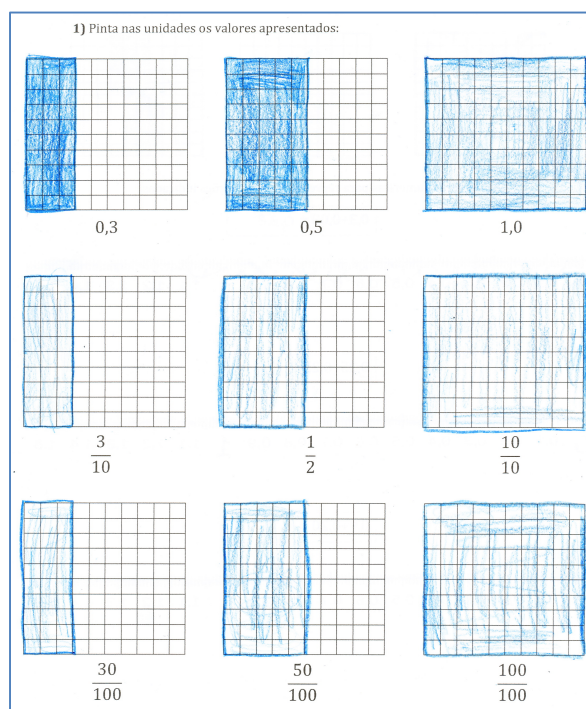 1) Pinta nas unidades os valores apresentados:
0,3 0,5 1,0
3/10 1/2 10/10
30/100 50/100 100/100